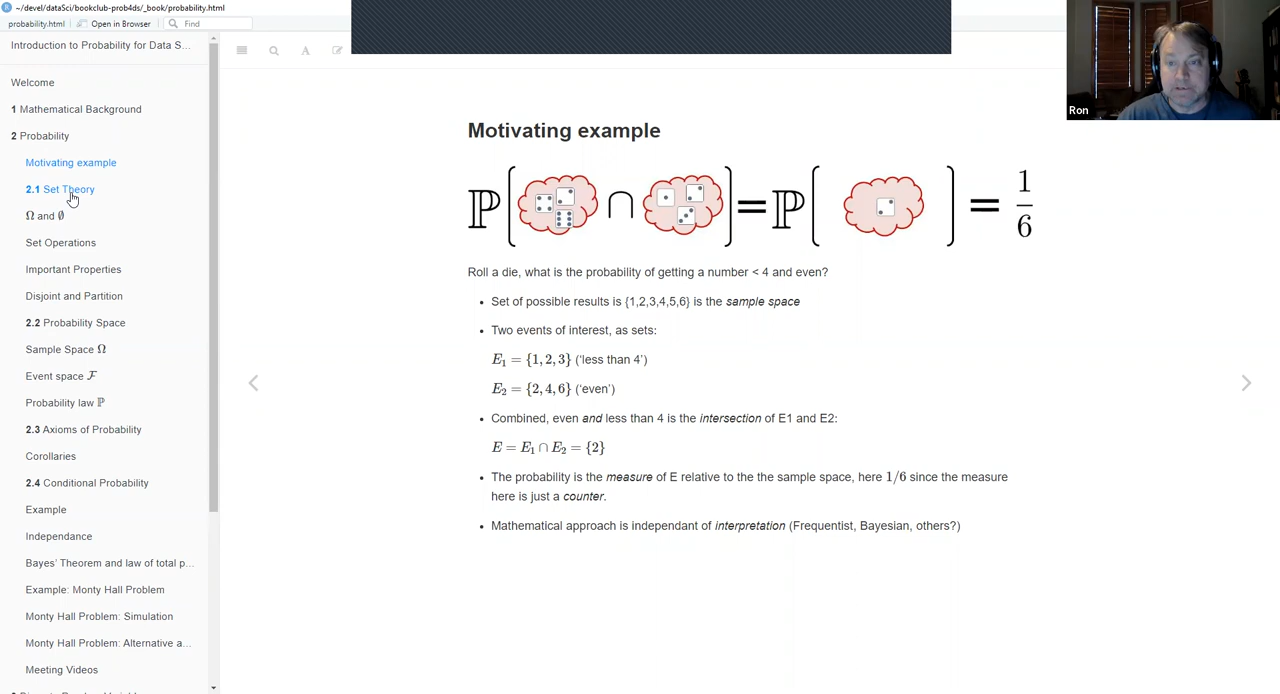 ~/devel/dataSci/bookclub-prob4ds/_book/probability.html
probability.html Open in Browser Find
Introduction to Probability for Data S...
Welcome
1 Mathematical Background
2 Probability
Motivating example
2.1 Set Theory
Ω and ∅
Set Operations
Important Properties
Disjoint and Partition
2.2 Probability Space
Sample Space Ω
Event space ℱ
Probability law ℙ
2.3 Axioms of Probability
Corollaries
2.4 Conditional Probability
Example
Independance
Bayes' Theorem and law of total p...
Example: Monty Hall Problem
Monty Hall Problem: Simulation
Monty Hall Problem: Alternative a...
Meeting Videos
A
Motivating example
ℙ[ ∩ ] = ℙ[ ] = 1/6
Roll a die, what is the probability of getting a number < 4 and even?
• Set of possible results is {1,2,3,4,5,6} is the sample space
• Two events of interest, as sets:
E₁ = {1, 2, 3} ('less than 4')
E₂ = {2, 4, 6} ('even')
• Combined, even and less than 4 is the intersection of E1 and E2:
E = E₁ ∩ E₂ = {2}
• The probability is the measure of E relative to the the sample space, here 1/6 since the measure
here is just a counter.
• Mathematical approach is independant of interpretation (Frequentist, Bayesian, others?)
Ron